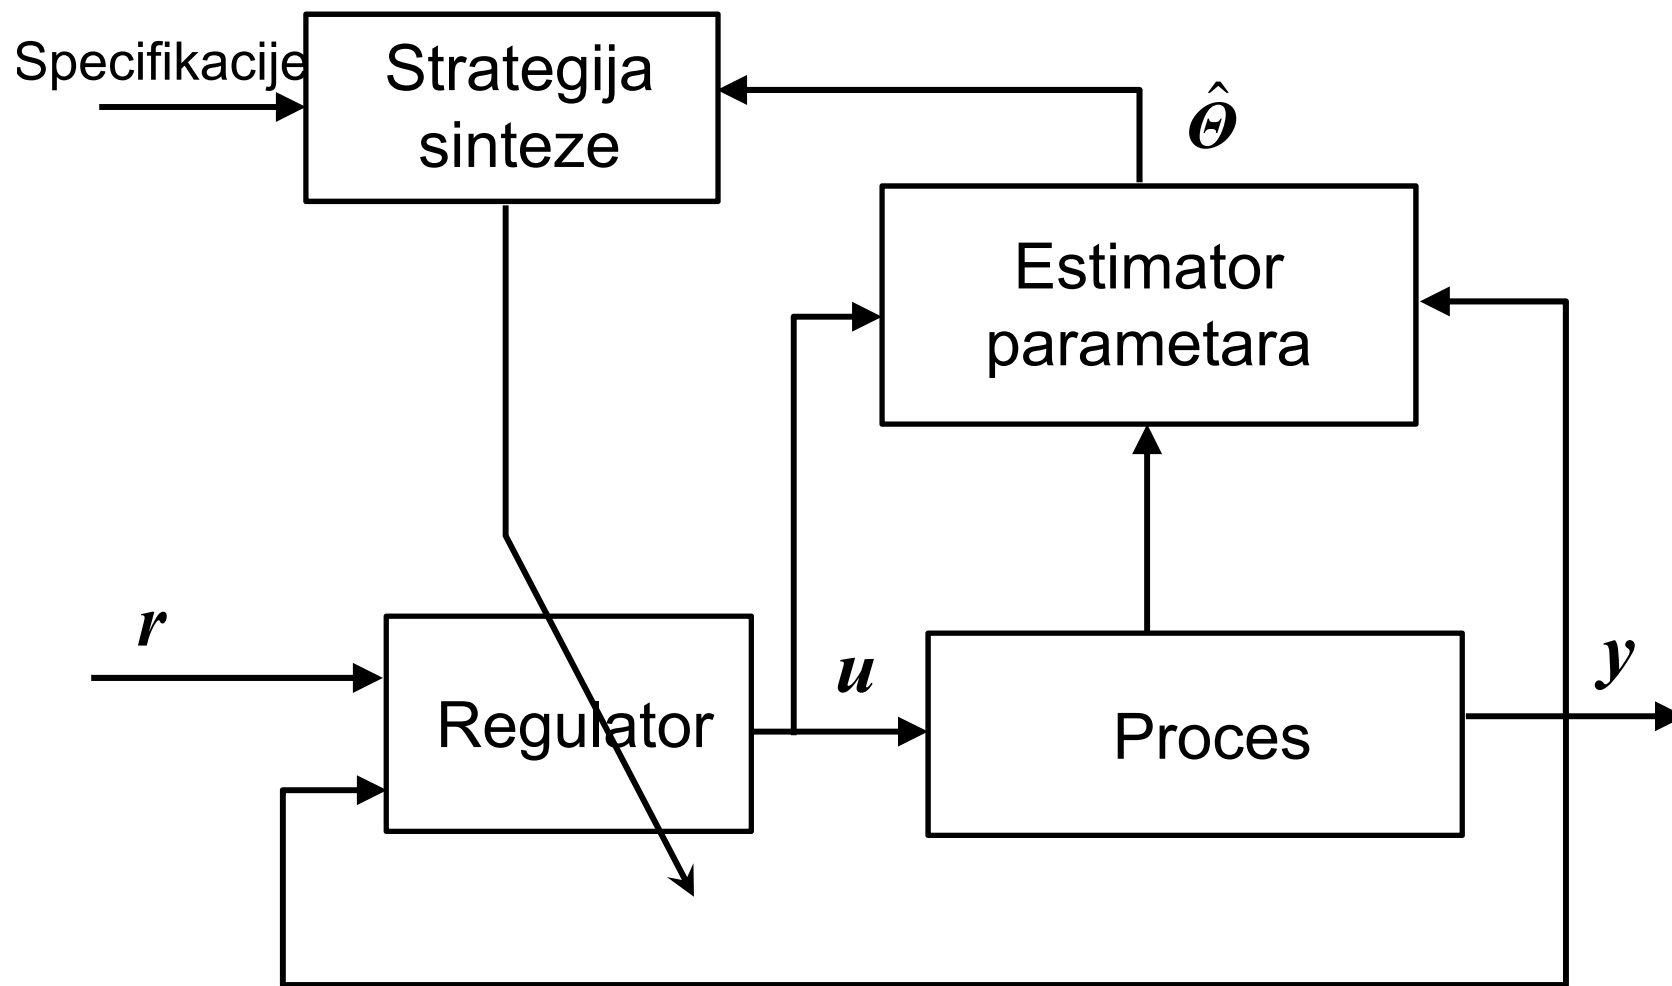 Specifikacije
Strategija
sinteze
Θ̂
Estimator
parametara
r
u
y
Regulator
Proces